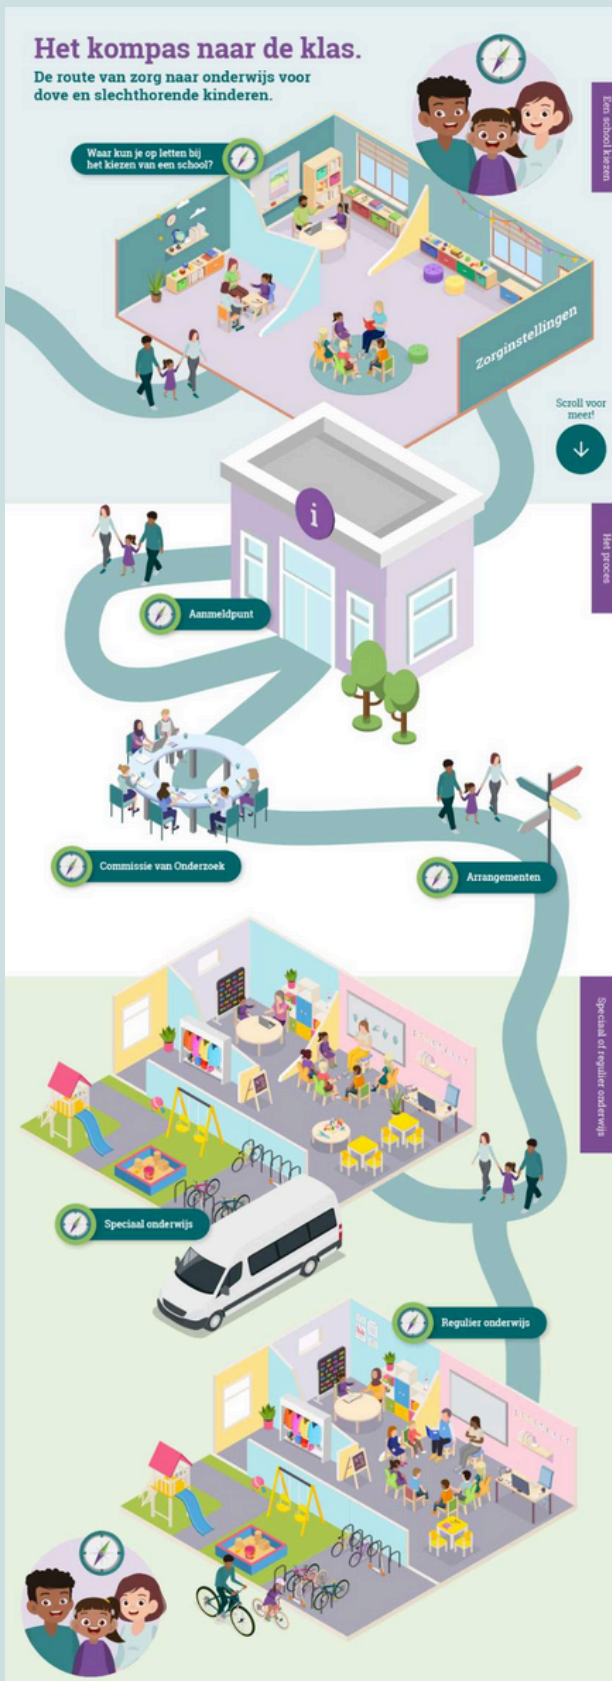 Het kompas naar de klas.
De route van zorg naar onderwijs voor
dove en slechthorende kinderen.
Een school kiezen
Waar kun je op letten bij
het kiezen van een school?
Zorginstellingen
Scroll voor
meer!
i
Het proces
Aanmeldpunt
Commissie van Onderzoek
Arrangementen
Speciaal of regulier onderwijs
Speciaal onderwijs
Regulier onderwijs